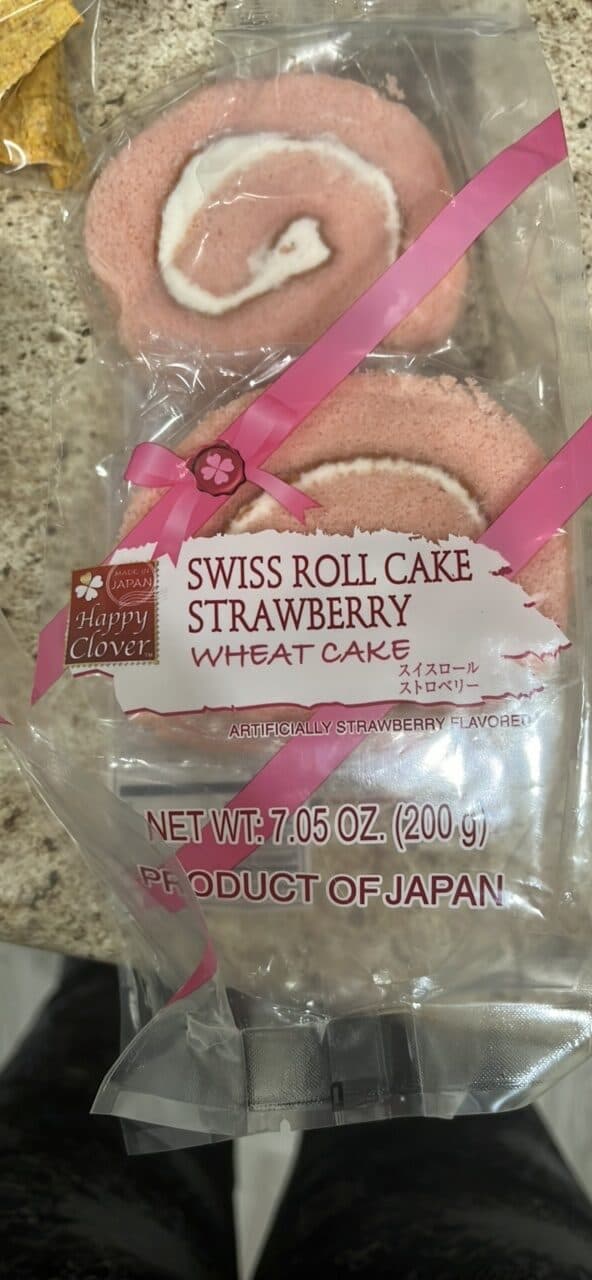 MADE IN
JAPAN
Happy
Clover
SWISS ROLL CAKE
STRAWBERRY
WHEAT CAKE
スイスロール
ストロベリー
ARTIFICIALLY STRAWBERRY FLAVORED
NET WT: 7.05 OZ. (200 g)
PRODUCT OF JAPAN